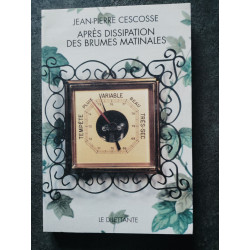 JEAN-PIERRE CESCOSSE
APRÈS DISSIPATION
DES BRUMES MATINALES
VARIABLE
TEMPÊTE
TRÈS-SEC
LE DILETTANTE